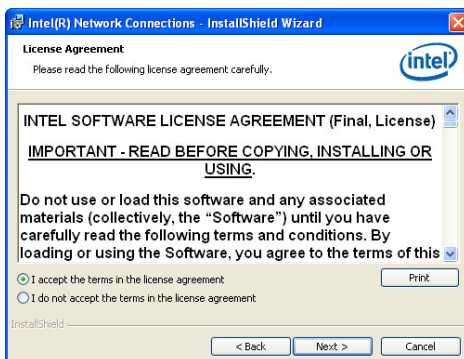 Intel(R) Network Connections - InstallShield Wizard
License Agreement
Please read the following license agreement carefully.
intel
INTEL SOFTWARE LICENSE AGREEMENT (Final, License)
IMPORTANT - READ BEFORE COPYING, INSTALLING OR
USING.
Do not use or load this software and any associated
materials (collectively, the “Software”) until you have
carefully read the following terms and conditions. By
loading or using the Software, you agree to the terms of this
I accept the terms in the license agreement
Print
I do not accept the terms in the license agreement
InstallShield
< Back
Next >
Cancel